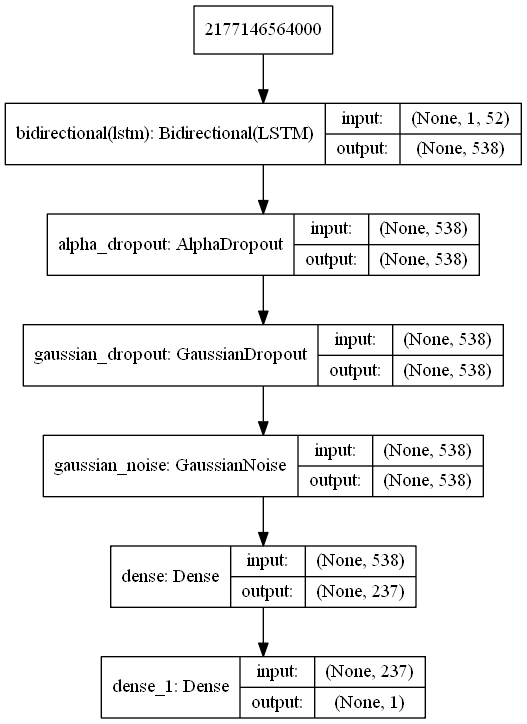 2177146564000
bidirectional(lstm): Bidirectional(LSTM)
input: (None, 1, 52)
output: (None, 538)
alpha_dropout: AlphaDropout
input: (None, 538)
output: (None, 538)
gaussian_dropout: GaussianDropout
input: (None, 538)
output: (None, 538)
gaussian_noise: GaussianNoise
input: (None, 538)
output: (None, 538)
dense: Dense
input: (None, 538)
output: (None, 237)
dense_1: Dense
input: (None, 237)
output: (None, 1)